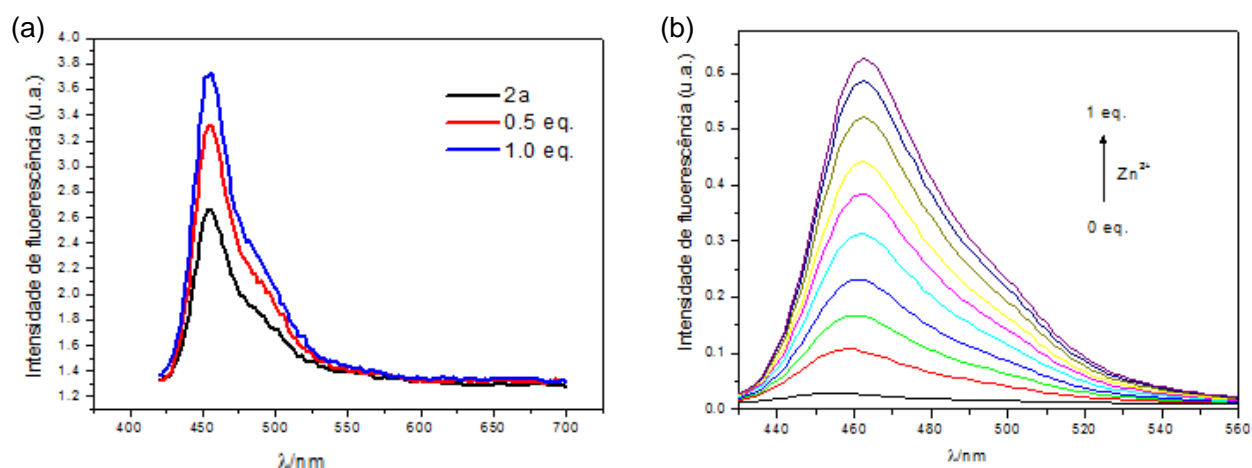 (a)
Intensidade de fluoerescência (u.a.)
4.0
3.8
3.6
3.4
3.2
3.0
2.8
2.6
2.4
2.2
2.0
1.8
1.6
1.4
1.2
2a
0.5 eq.
1.0 eq.
400 450 500 550 600 650 700
λ/nm
(b)
Intensidade de fluoerescência (u.a.)
0.6
0.5
0.4
0.3
0.2
0.1
0.0
1 eq.
Zn²⁺
0 eq.
440 460 480 500 520 540 560
λ/nm